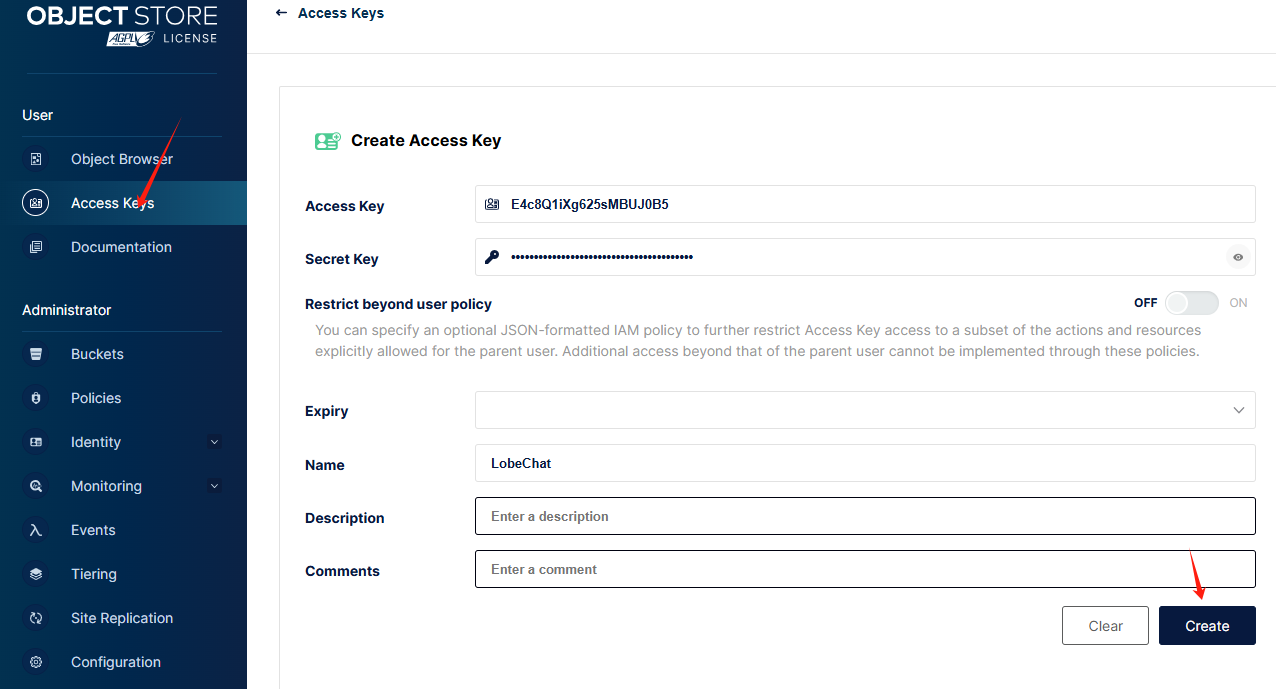 OBJECT STORE
AGPLv3 LICENSE
User
Object Browser
Access Keys
Documentation
Administrator
Buckets
Policies
Identity
Monitoring
Events
Tiering
Site Replication
Configuration
← Access Keys
Create Access Key
Access Key
E4c8Q1iXg625sMBUJ0B5
Secret Key
••••••••••••••••••••••••••••••••••••••••
Restrict beyond user policy
OFF ON
You can specify an optional JSON-formatted IAM policy to further restrict Access Key access to a subset of the actions and resources
explicitly allowed for the parent user. Additional access beyond that of the parent user cannot be implemented through these policies.
Expiry
Name
LobeChat
Description
Enter a description
Comments
Enter a comment
Clear
Create